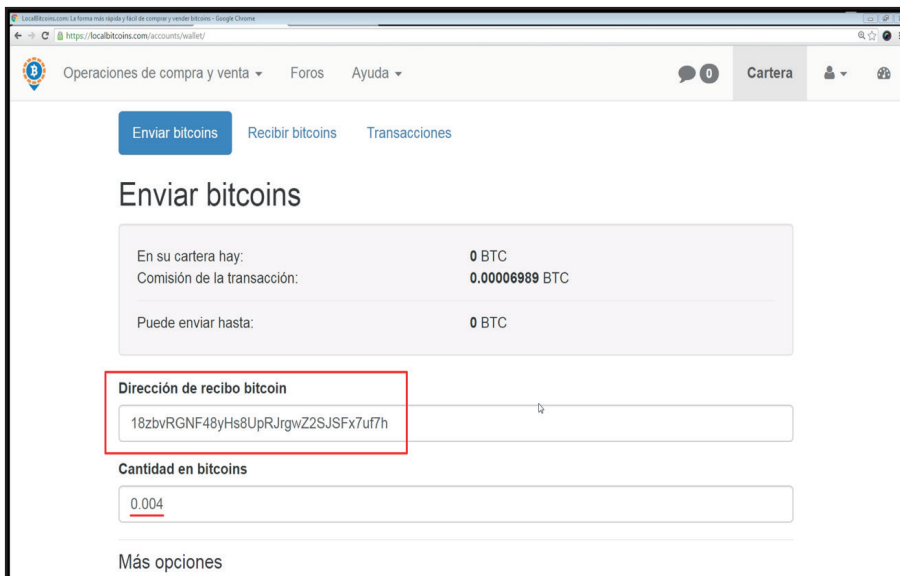 LocalBitcoins.com: La forma más rápida y fácil de comprar y vender bitcoins - Google Chrome
https://localbitcoins.com/accounts/wallet/
Operaciones de compra y venta Foros Ayuda 0 Cartera
Enviar bitcoins Recibir bitcoins Transacciones
Enviar bitcoins
En su cartera hay: 0 BTC
Comisión de la transacción: 0.00006989 BTC
Puede enviar hasta: 0 BTC
Dirección de recibo bitcoin
18zbvRGNF48yHs8UpRJrgwZ2SJSFx7uf7h
Cantidad en bitcoins
0.004
Más opciones